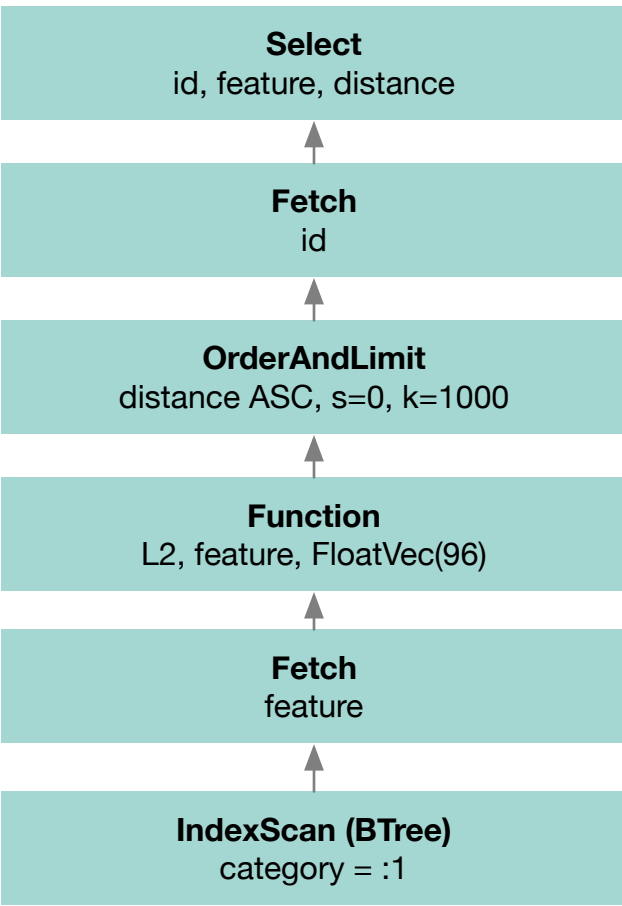 Select
id, feature, distance
Fetch
id
OrderAndLimit
distance ASC, s=0, k=1000
Function
L2, feature, FloatVec(96)
Fetch
feature
IndexScan (BTree)
category = :1